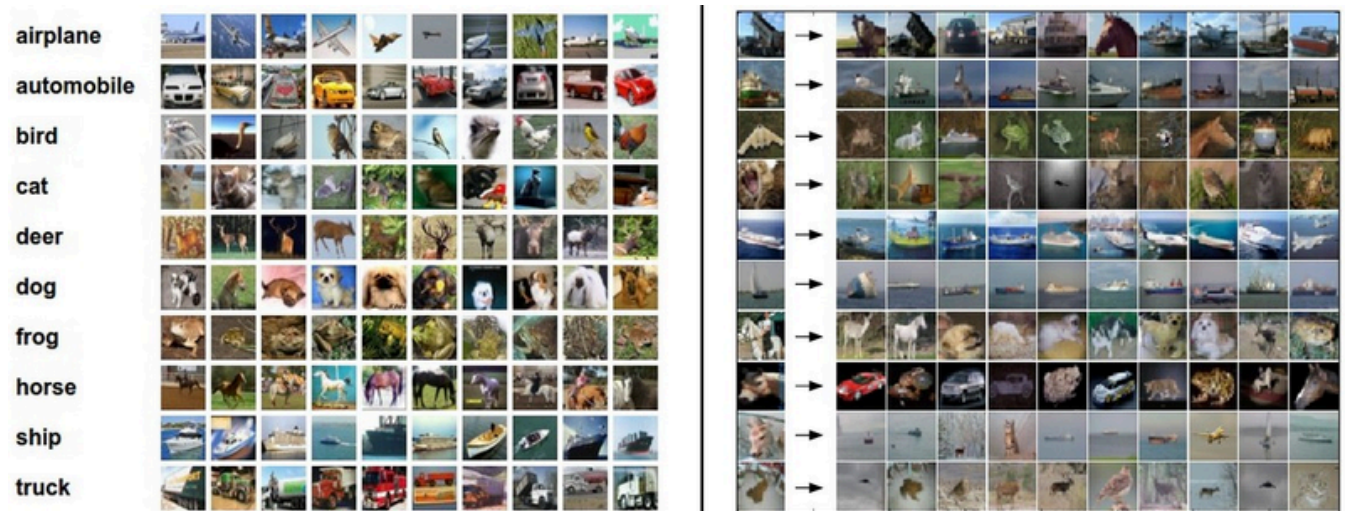 airplane
automobile
bird
cat
deer
dog
frog
horse
ship
truck